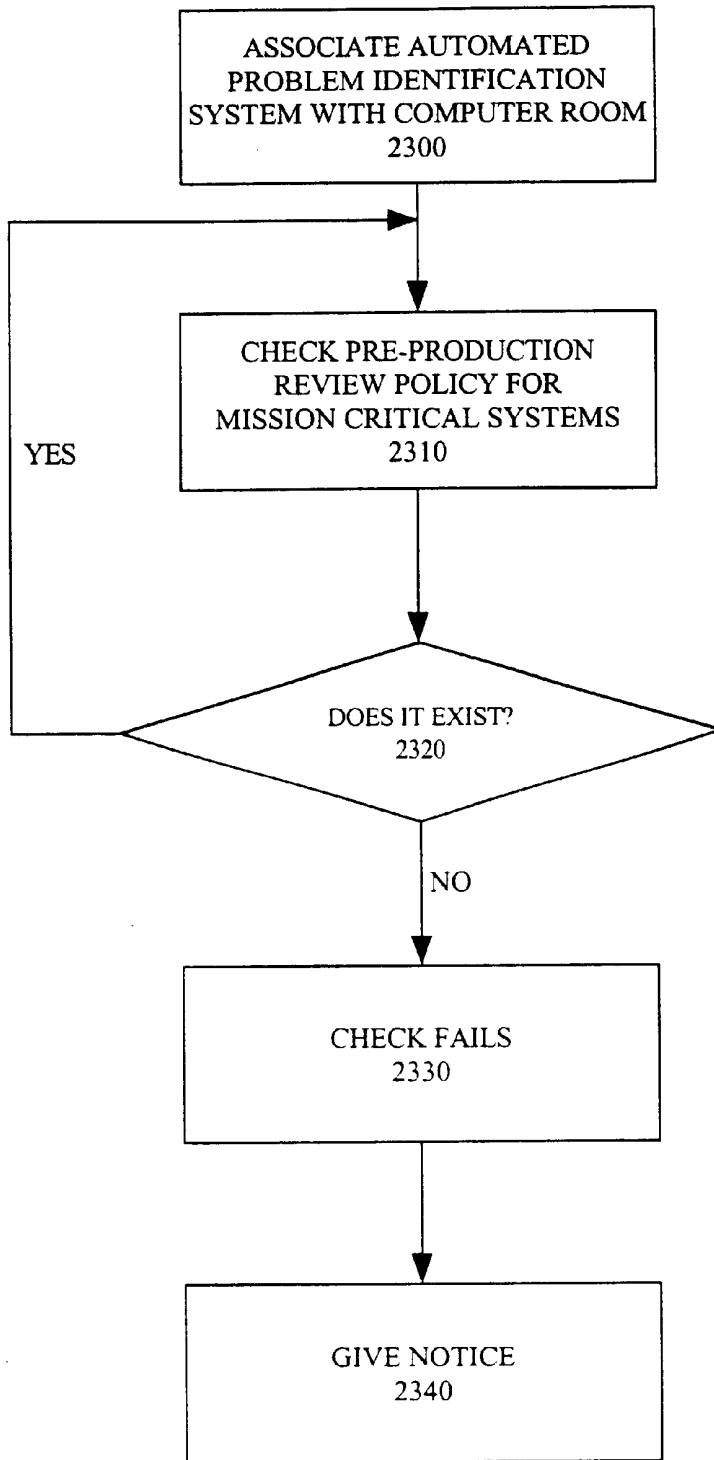 ASSOCIATE AUTOMATED
PROBLEM IDENTIFICATION
SYSTEM WITH COMPUTER ROOM
2300
CHECK PRE-PRODUCTION
REVIEW POLICY FOR
MISSION CRITICAL SYSTEMS
2310
YES
DOES IT EXIST?
2320
NO
CHECK FAILS
2330
GIVE NOTICE
2340